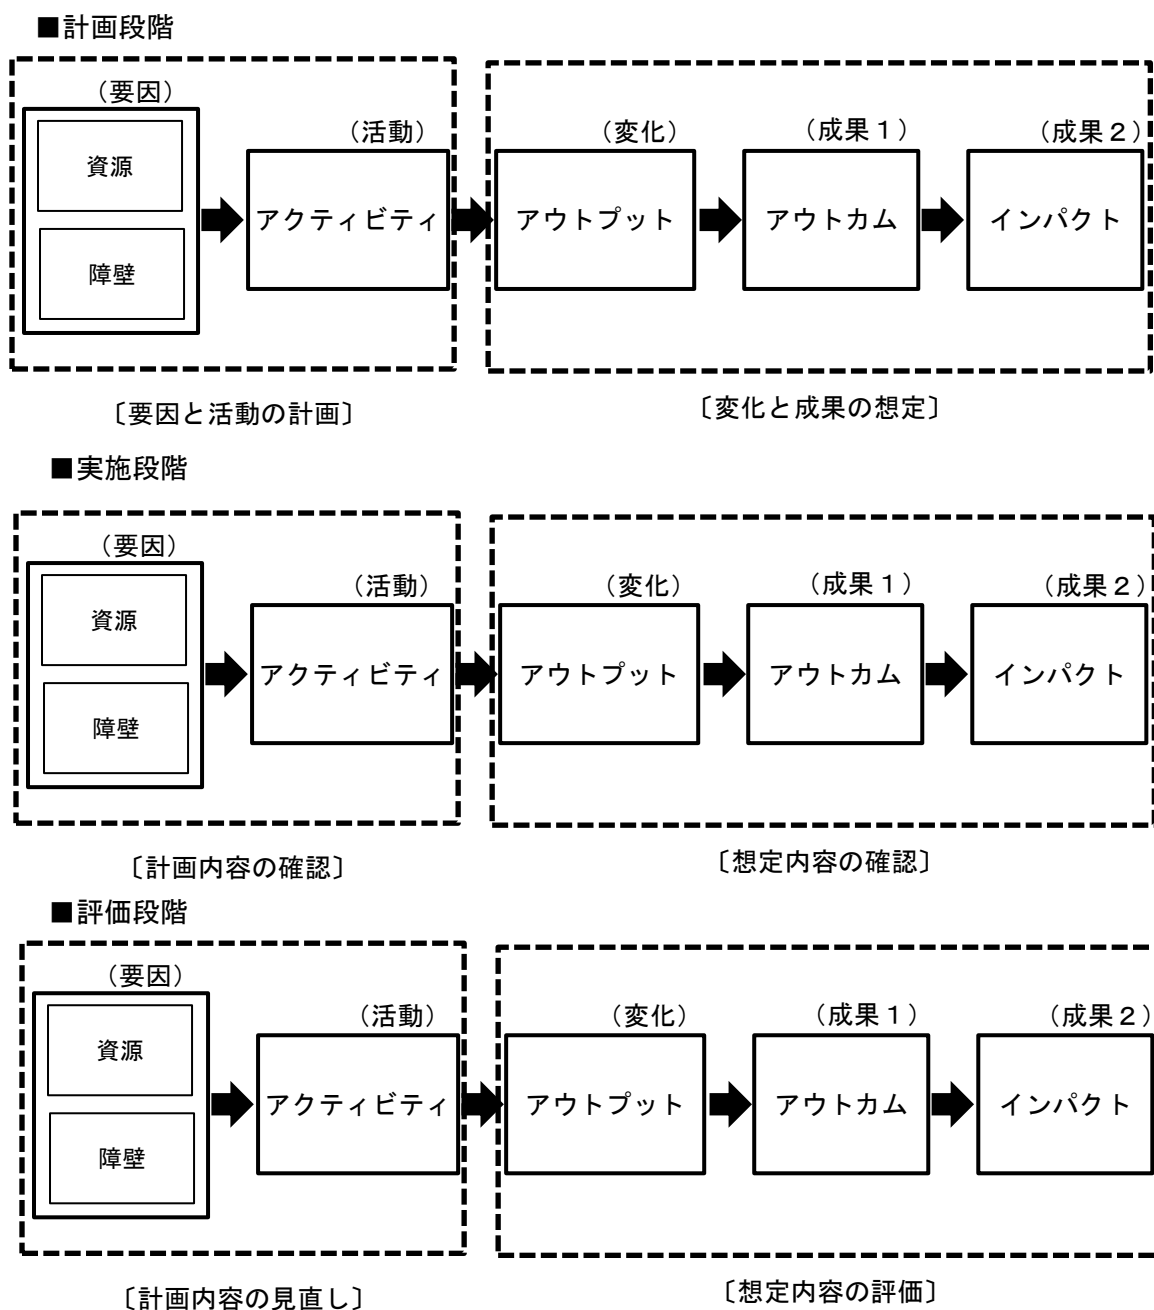 ■計画段階
（要因）
（活動）
（変化）
（成果１）
（成果２）
資源
障壁
アクティビティ
アウトプット
アウトカム
インパクト
〔要因と活動の計画〕
〔変化と成果の想定〕
■実施段階
（要因）
（活動）
（変化）
（成果１）
（成果２）
資源
障壁
アクティビティ
アウトプット
アウトカム
インパクト
〔計画内容の確認〕
〔想定内容の確認〕
■評価段階
（要因）
（活動）
（変化）
（成果１）
（成果２）
資源
障壁
アクティビティ
アウトプット
アウトカム
インパクト
〔計画内容の見直し〕
〔想定内容の評価〕